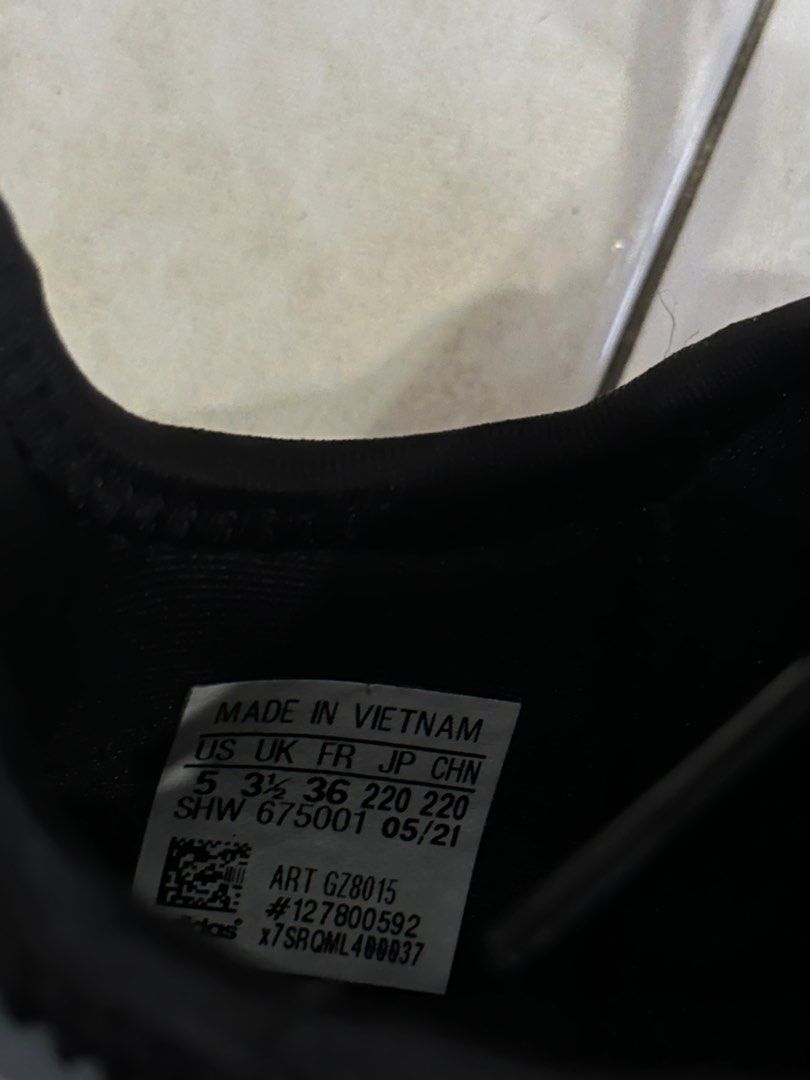 MADE IN VIETNAM
US UK FR JP CHN
5 3½ 36 220 220
SHW 675001 05/21
ART GZ8015
#127800592
adidas®